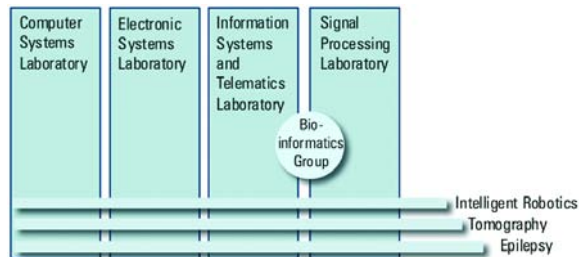 Computer
Systems
Laboratory
Electronic
Systems
Laboratory
Information
Systems
and
Telematics
Laboratory
Signal
Processing
Laboratory
Bio-
informatics
Group
Intelligent Robotics
Tomography
Epilepsy